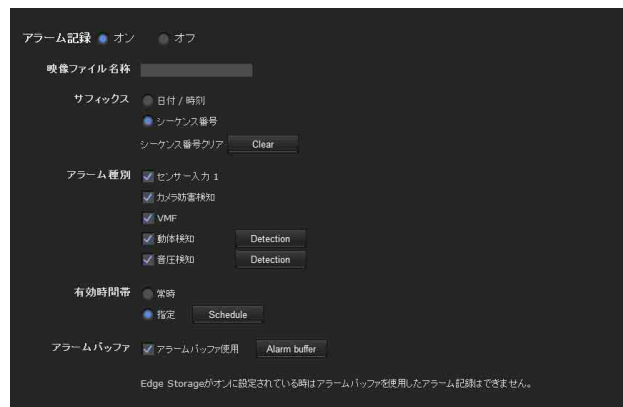 アラーム記録 オン オフ
映像ファイル名称
サフィックス 日付 / 時刻
シーケンス番号
シーケンス番号クリア Clear
アラーム種別 センサー入力 1
カメラ妨害検知
VMF
動体検知 Detection
音圧検知 Detection
有効時間帯 常時
指定 Schedule
アラームバッファ アラームバッファ使用 Alarm buffer
Edge Storageがオンに設定されている時はアラームバッファを使用したアラーム記録はできません。